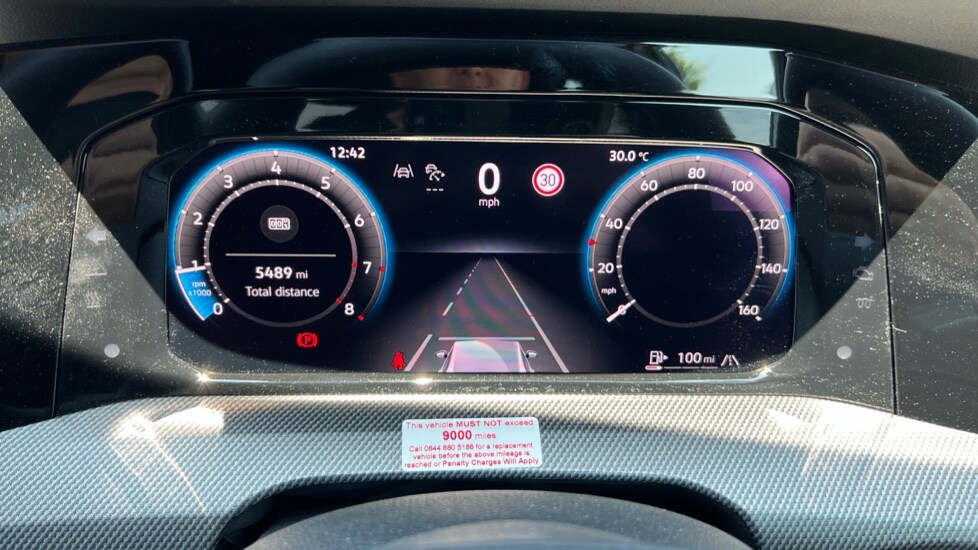 12:42
30.0 °C
0
mph
30
0
1
2
3
4
5
6
7
8
rpm
x1000
5489 mi
Total distance
0
20
40
60
80
100
120
140
160
mph
P
100 mi
This vehicle MUST NOT exceed
9000 miles
Call 0844 880 5186 for a replacement
vehicle before the above mileage is
reached or Penalty Charges Will Apply